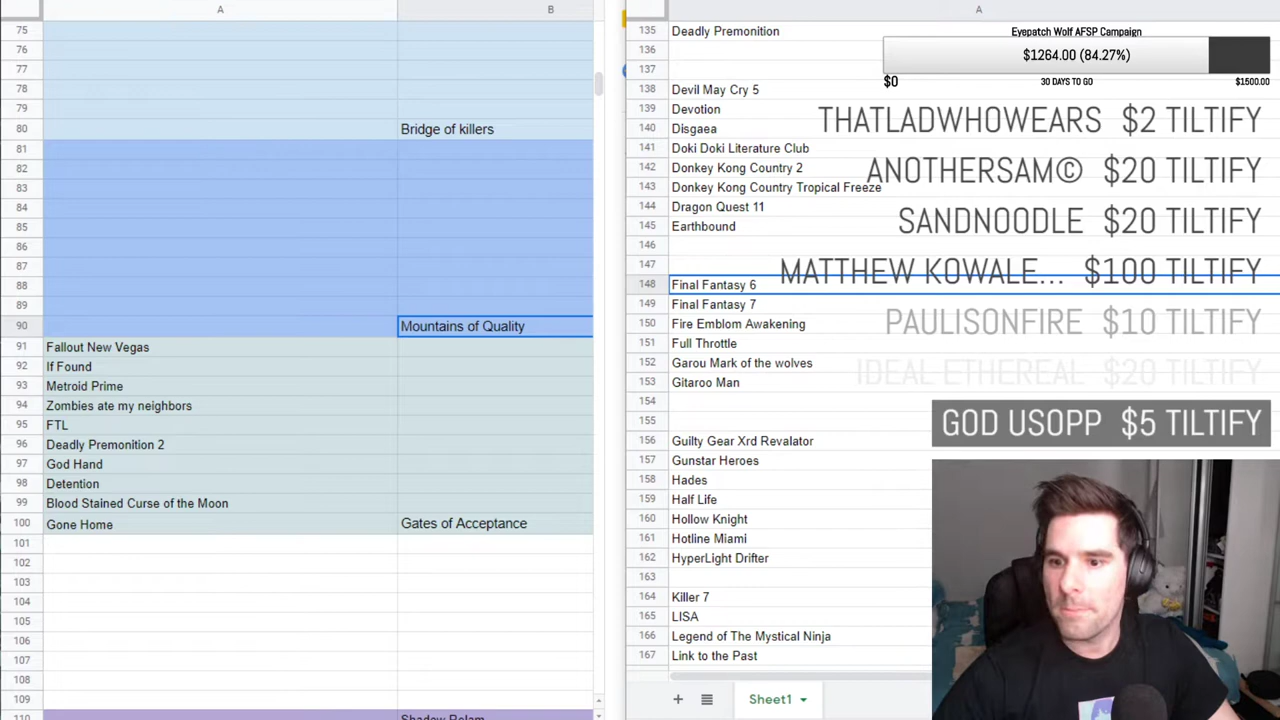 A
B
75
76
77
78
79
80 Bridge of killers
81
82
83
84
85
86
87
88
89
90 Mountains of Quality
91 Fallout New Vegas
92 If Found
93 Metroid Prime
94 Zombies ate my neighbors
95 FTL
96 Deadly Premonition 2
97 God Hand
98 Detention
99 Blood Stained Curse of the Moon
100 Gone Home Gates of Acceptance
101
102
103
104
105
106
107
108
109
110 Shadow Relam
A
135 Deadly Premonition
136
137
138 Devil May Cry 5
139 Devotion
140 Disgaea
141 Doki Doki Literature Club
142 Donkey Kong Country 2
143 Donkey Kong Country Tropical Freeze
144 Dragon Quest 11
145 Earthbound
146
147
148 Final Fantasy 6
149 Final Fantasy 7
150 Fire Emblom Awakening
151 Full Throttle
152 Garou Mark of the wolves
153 Gitaroo Man
154
155
156 Guilty Gear Xrd Revalator
157 Gunstar Heroes
158 Hades
159 Half Life
160 Hollow Knight
161 Hotline Miami
162 HyperLight Drifter
163
164 Killer 7
165 LISA
166 Legend of The Mystical Ninja
167 Link to the Past
+ Sheet1
Eyepatch Wolf AFSP Campaign
$1264.00 (84.27%)
$0 30 DAYS TO GO $1500.00
THATLADWHOWEARS $2 TILTIFY
ANOTHERSAM© $20 TILTIFY
SANDNOODLE $20 TILTIFY
MATTHEW KOWALE... $100 TILTIFY
PAULISONFIRE $10 TILTIFY
IDEAL ETHEREAL $20 TILTIFY
GOD USOPP $5 TILTIFY